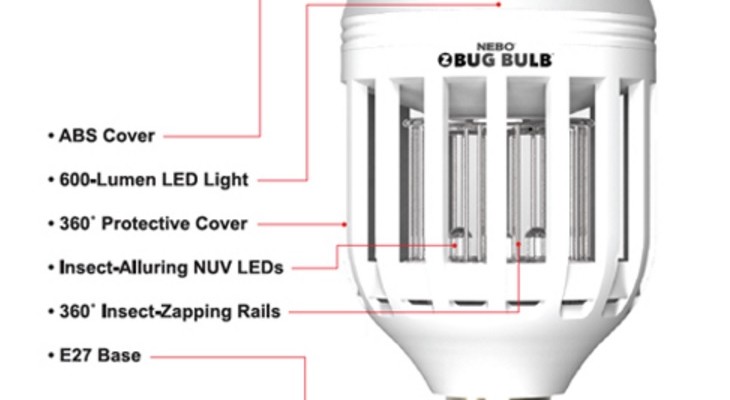 NEBO
ZBUG BULB
• ABS Cover
• 600-Lumen LED Light
• 360° Protective Cover
• Insect-Alluring NUV LEDs
• 360° Insect-Zapping Rails
• E27 Base